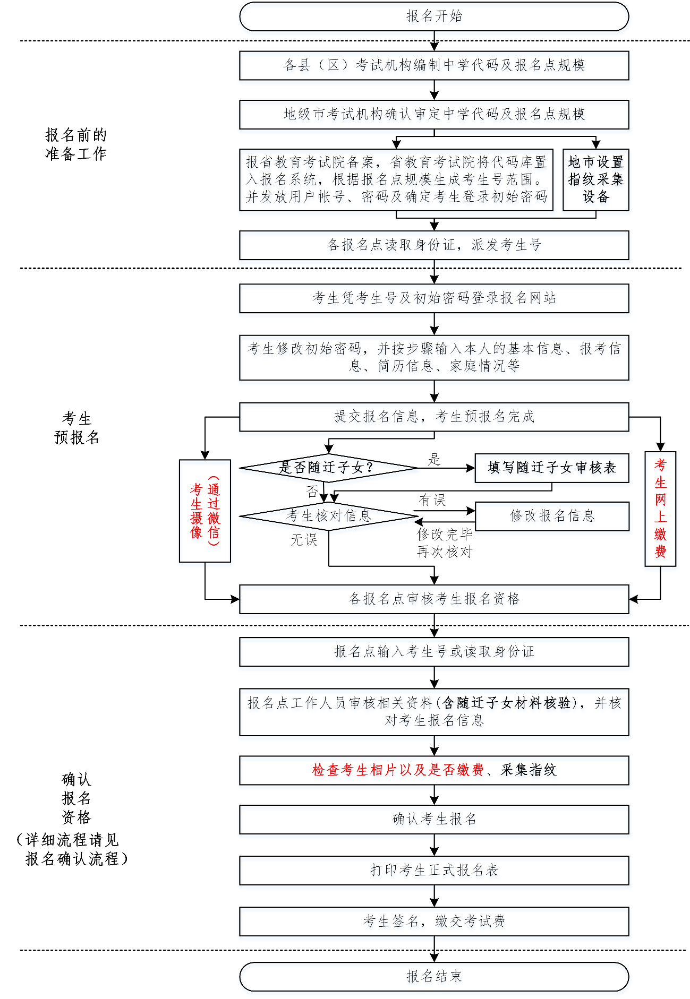 报名开始
各县（区）考试机构编制中学代码及报名点规模
地级市考试机构确认审定中学代码及报名点规模
报名前的
准备工作
报省教育考试院备案，省教育考试院将代码库置
入报名系统，根据报名点规模生成考生号范围。
并发放用户帐号、密码及确定考生登录初始密码
地市设置
指纹采集
设备
各报名点读取身份证，派发考生号
考生凭考生号及初始密码登录报名网站
考生修改初始密码，并按步骤输入本人的基本信息、报考信
息、简历信息、家庭情况等
考生
预报名
提交报名信息，考生预报名完成
考生摄像
（通过微信）
是否随迁子女？
是
填写随迁子女审核表
考生网上缴费
否
考生核对信息
有误
修改报名信息
无误
修改完毕
再次核对
各报名点审核考生报名资格
报名点输入考生号或读取身份证
报名点工作人员审核相关资料(含随迁子女材料核验)，并核
对考生报名信息
检查考生相片以及是否缴费、采集指纹
确认
报名
资格
（详细流程请见
报名确认流程）
确认考生报名
打印考生正式报名表
考生签名，缴交考试费
报名结束